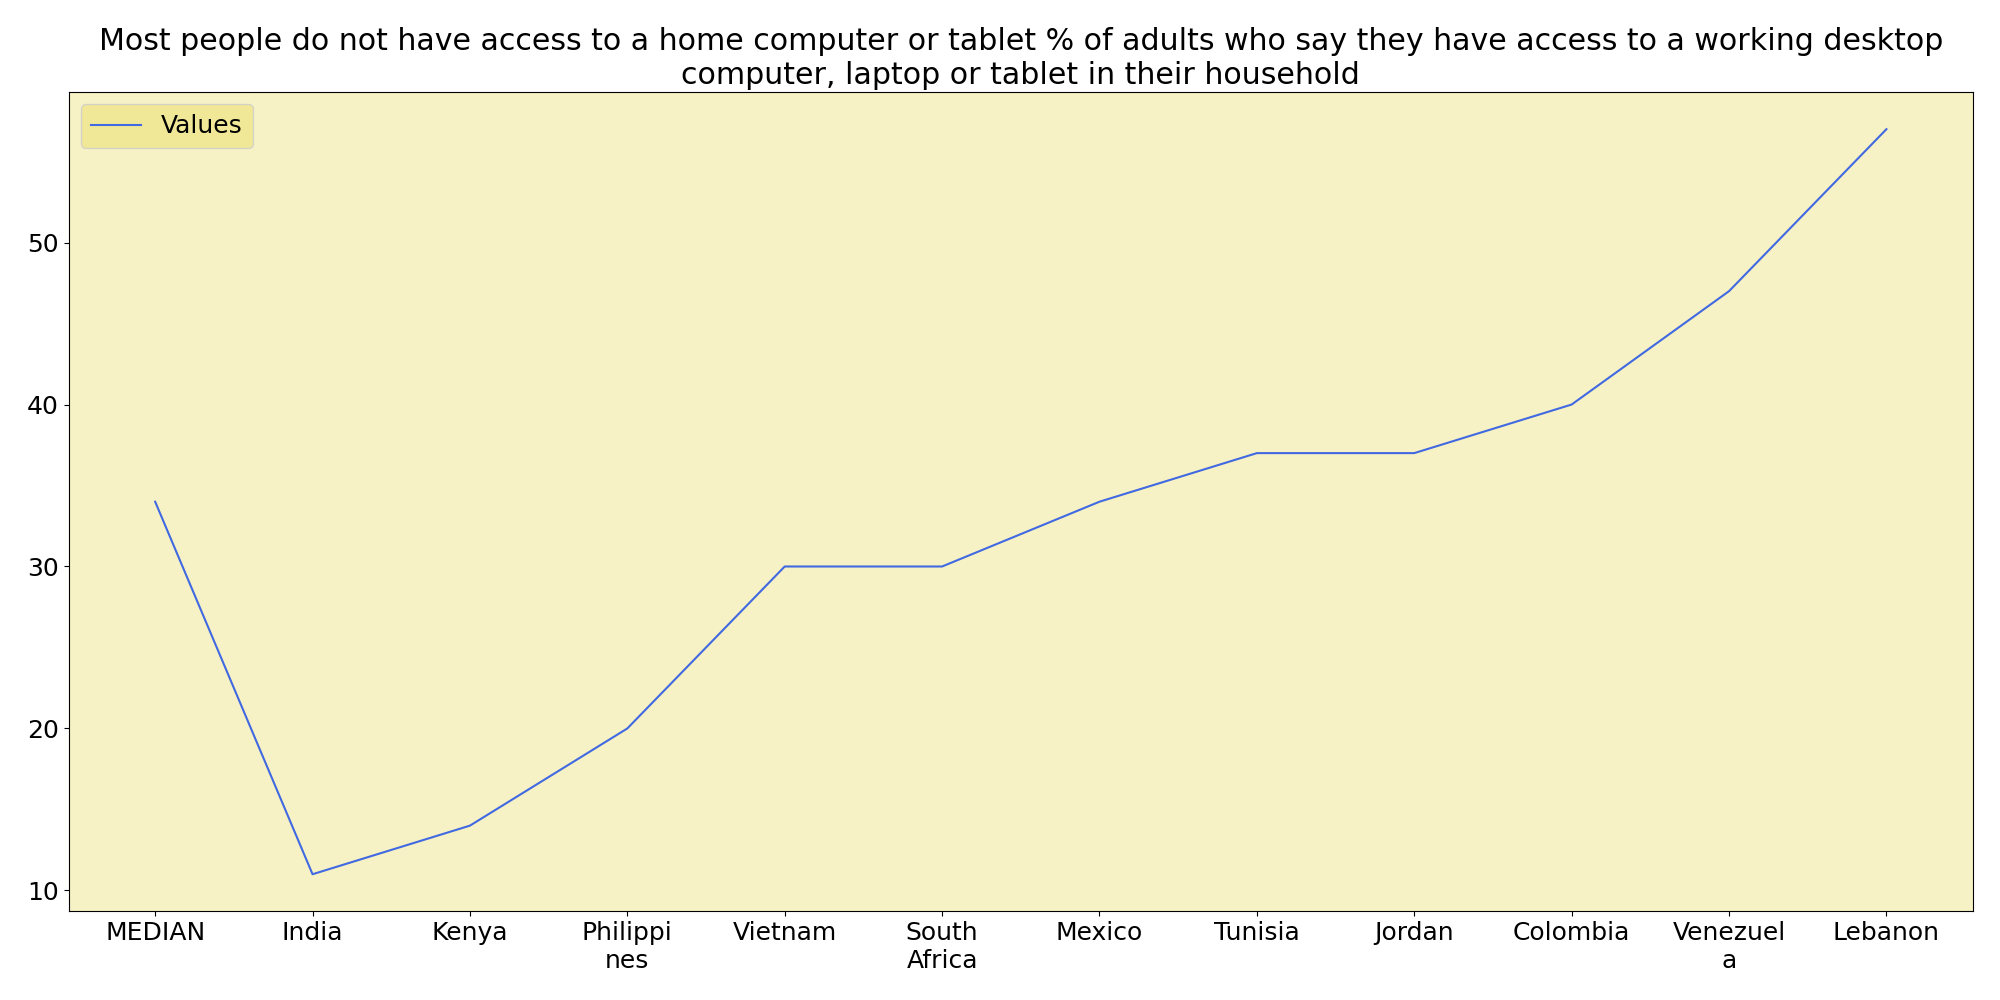 Most people do not have access to a home computer or tablet % of adults who say they have access to a working desktop
computer, laptop or tablet in their household
Values
50
40
30
20
10
MEDIAN India Kenya Philippi Vietnam South Mexico Tunisia Jordan Colombia Venezuel Lebanon
nes Africa a